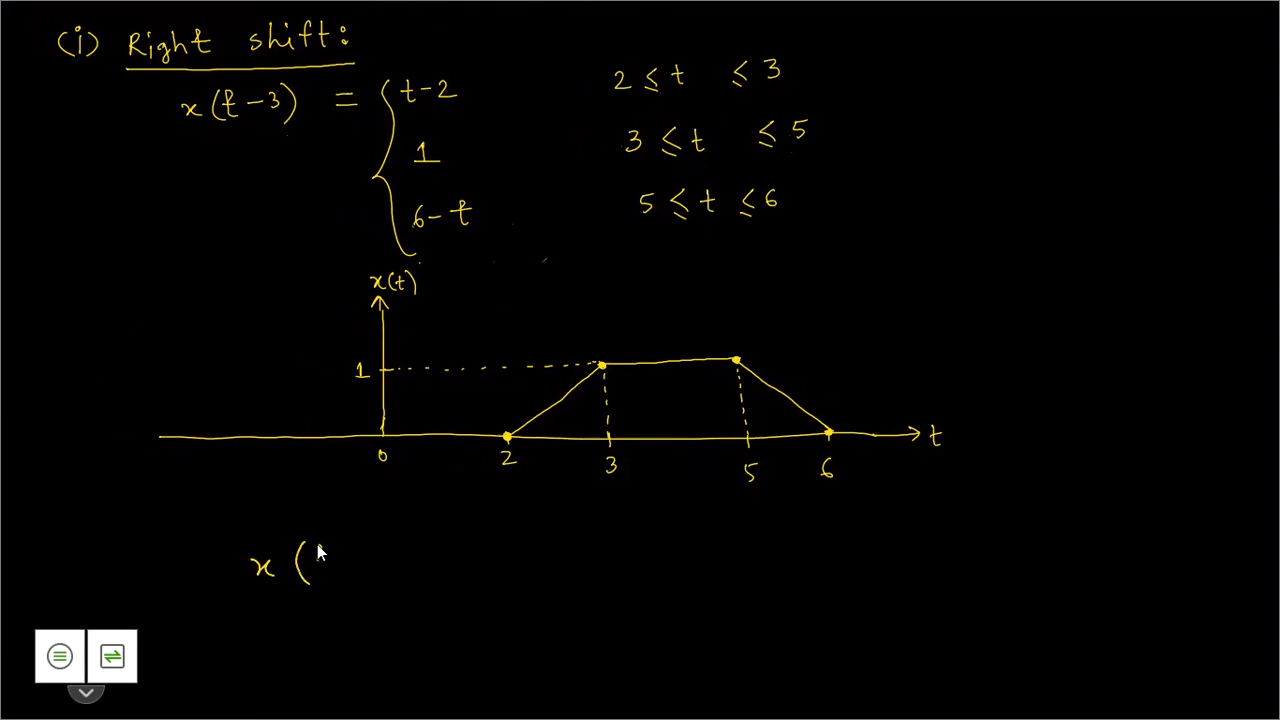 (i) Right shift:
x(t-3) = { t-2 2 ≤ t ≤ 3
1 3 ≤ t ≤ 5
6-t 5 ≤ t ≤ 6
x(t)
1
t
0 2 3 5 6
x (